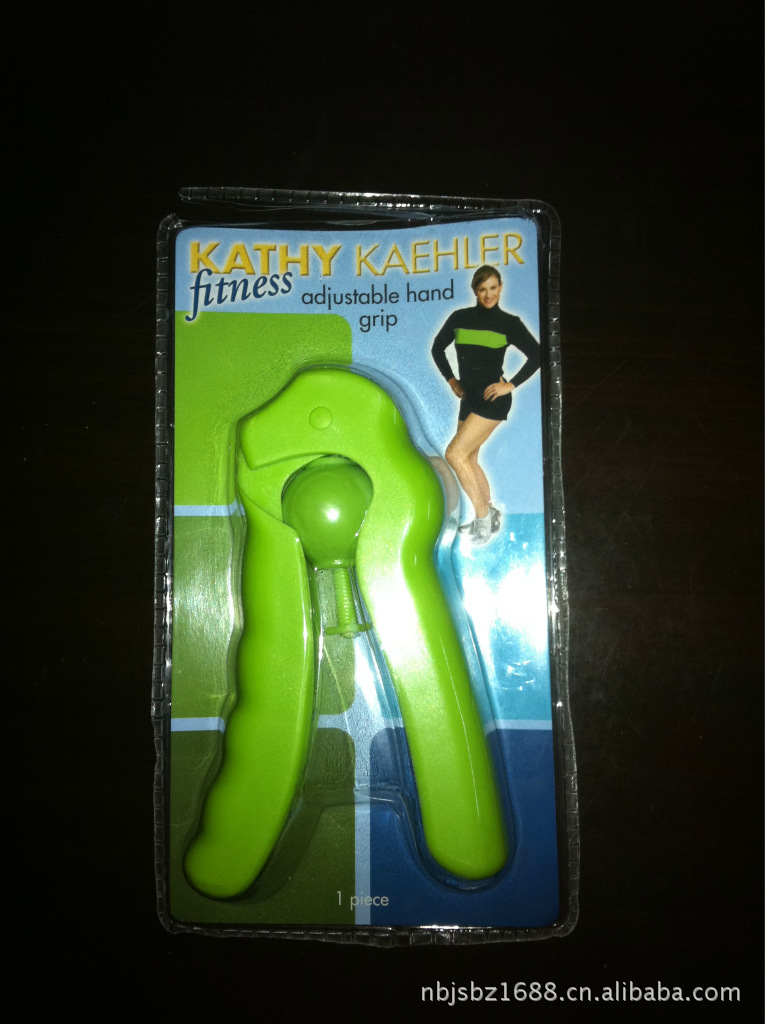 KATHY KAEHLER
fitness
adjustable hand
grip
1 piece
nbjsbz1688.cn.alibaba.com